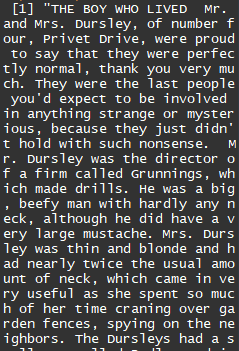 [1] "THE BOY WHO LIVED  Mr.
and Mrs. Dursley, of number f
our, Privet Drive, were proud
 to say that they were perfec
tly normal, thank you very mu
ch. They were the last people
 you'd expect to be involved
in anything strange or myster
ious, because they just didn'
t hold with such nonsense.  M
r. Dursley was the director o
f a firm called Grunnings, wh
ich made drills. He was a big
, beefy man with hardly any n
eck, although he did have a v
ery large mustache. Mrs. Durs
ley was thin and blonde and h
ad nearly twice the usual amo
unt of neck, which came in ve
ry useful as she spent so muc
h of her time craning over ga
rden fences, spying on the ne
ighbors. The Dursleys had a s